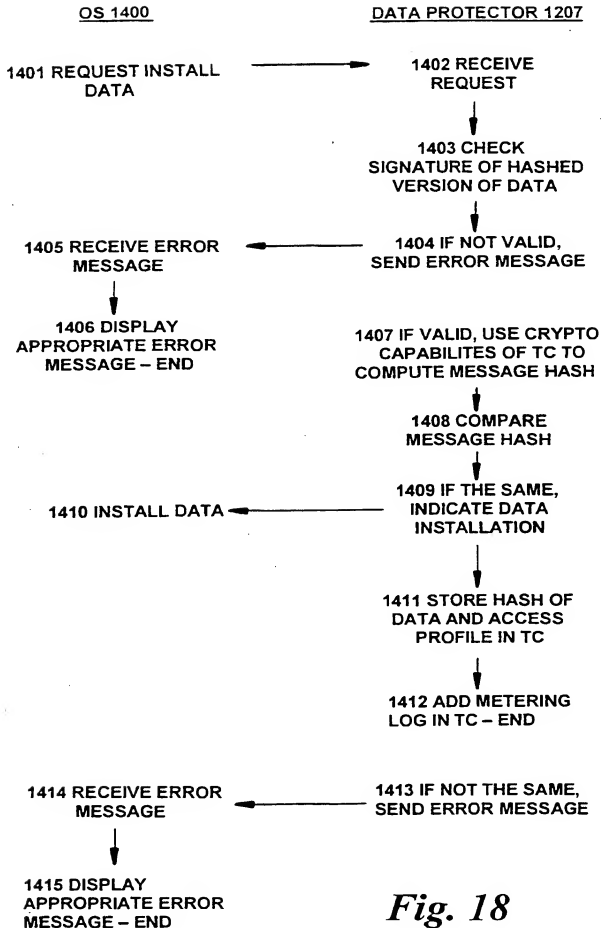 OS 1400
DATA PROTECTOR 1207
1401 REQUEST INSTALL
DATA
1402 RECEIVE
REQUEST
1403 CHECK
SIGNATURE OF HASHED
VERSION OF DATA
1404 IF NOT VALID,
SEND ERROR MESSAGE
1405 RECEIVE ERROR
MESSAGE
1406 DISPLAY
APPROPRIATE ERROR
MESSAGE – END
1407 IF VALID, USE CRYPTO
CAPABILITES OF TC TO
COMPUTE MESSAGE HASH
1408 COMPARE
MESSAGE HASH
1409 IF THE SAME,
INDICATE DATA
INSTALLATION
1410 INSTALL DATA
1411 STORE HASH OF
DATA AND ACCESS
PROFILE IN TC
1412 ADD METERING
LOG IN TC – END
1413 IF NOT THE SAME,
SEND ERROR MESSAGE
1414 RECEIVE ERROR
MESSAGE
1415 DISPLAY
APPROPRIATE ERROR
MESSAGE – END
Fig. 18